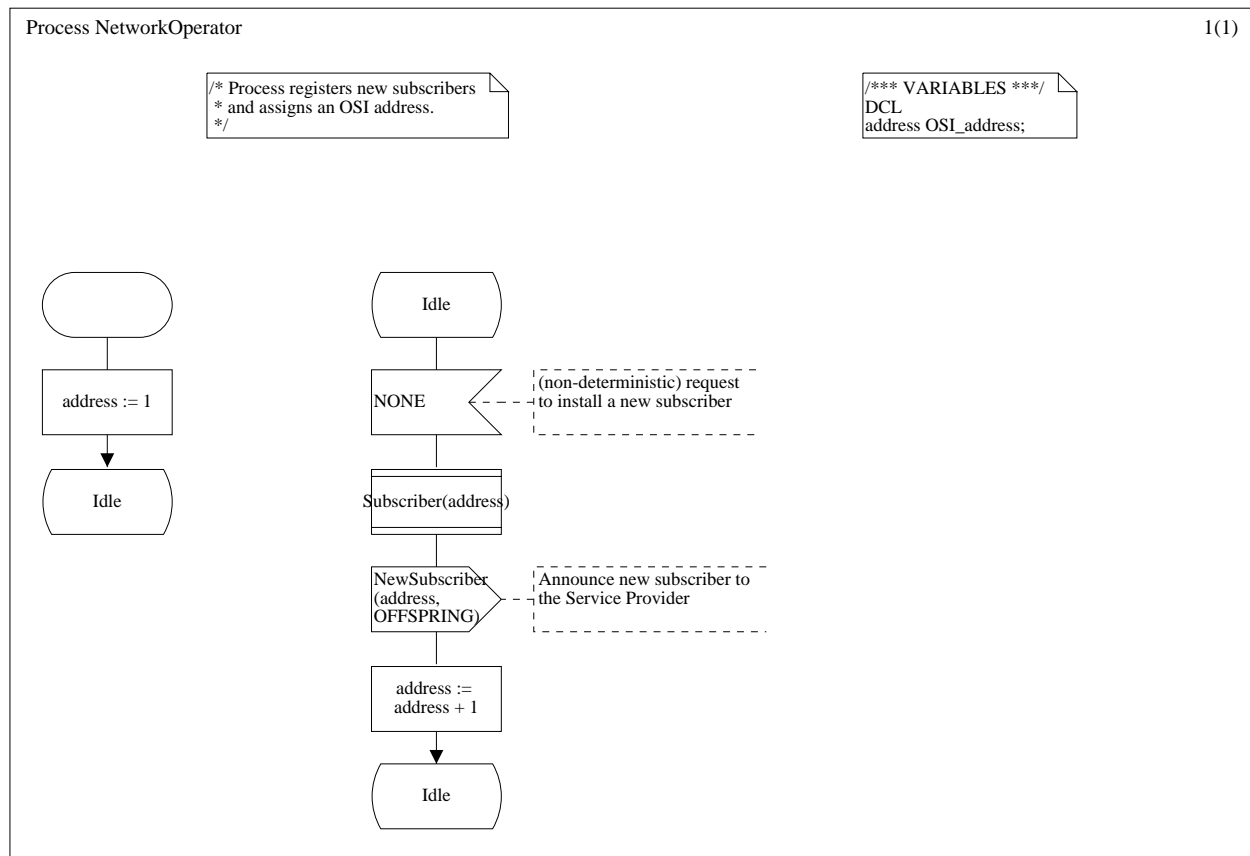 Process NetworkOperator
1(1)
/* Process registers new subscribers
* and assigns an OSI address.
*/
/*** VARIABLES ***/
DCL
address OSI_address;
address := 1
Idle
Idle
NONE
(non-deterministic) request
to install a new subscriber
Subscriber(address)
NewSubscriber
(address,
OFFSPRING)
Announce new subscriber to
the Service Provider
address :=
address + 1
Idle